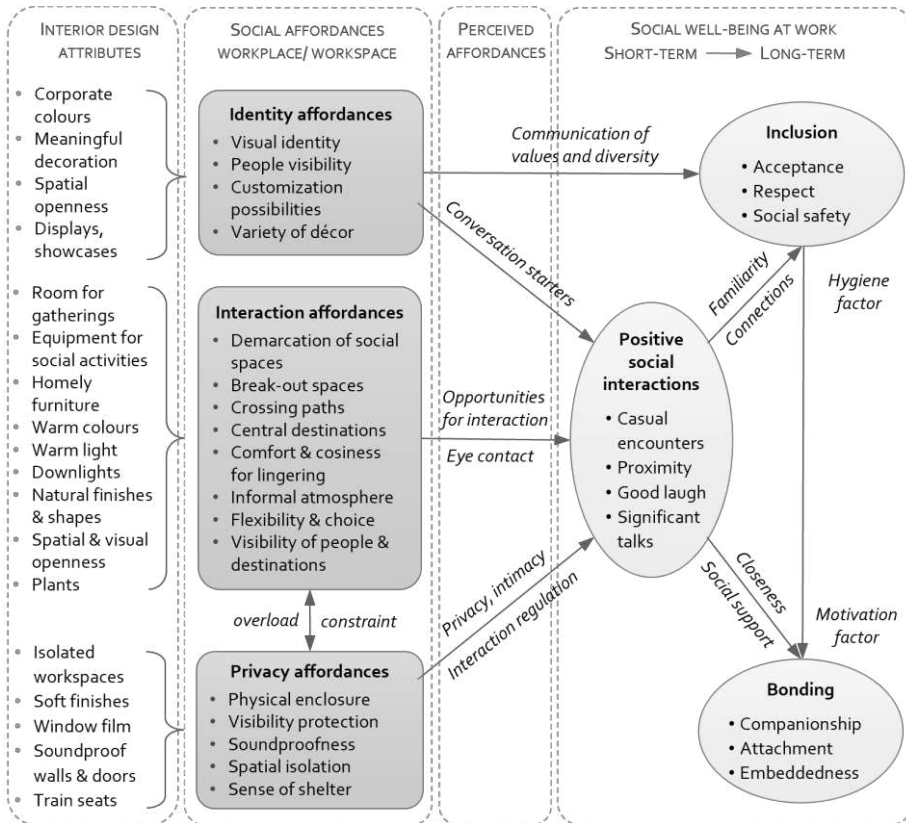 INTERIOR DESIGN
ATTRIBUTES
SOCIAL AFFORDANCES
WORKPLACE/ WORKSPACE
PERCEIVED
AFFORDANCES
SOCIAL WELL-BEING AT WORK
SHORT-TERM LONG-TERM
• Corporate
colours
• Meaningful
decoration
• Spatial
openness
• Displays,
showcases
• Room for
gatherings
• Equipment for
social activities
• Homely
furniture
• Warm colours
• Warm light
• Downlights
• Natural finishes
& shapes
• Spatial & visual
openness
• Plants
• Isolated
workspaces
• Soft finishes
• Window film
• Soundproof
walls & doors
• Train seats
Identity affordances
• Visual identity
• People visibility
• Customization
possibilities
• Variety of décor
Interaction affordances
• Demarcation of social
spaces
• Break-out spaces
• Crossing paths
• Central destinations
• Comfort & cosiness
for lingering
• Informal atmosphere
• Flexibility & choice
• Visibility of people &
destinations
overload constraint
Privacy affordances
• Physical enclosure
• Visibility protection
• Soundproofness
• Spatial isolation
• Sense of shelter
Communication of
values and diversity
Conversation starters
Opportunities
for interaction
Eye contact
Privacy, intimacy
Interaction regulation
Positive
social
interactions
• Casual
encounters
• Proximity
• Good laugh
• Significant
talks
Familiarity
Connections
Closeness
Social support
Inclusion
• Acceptance
• Respect
• Social safety
Hygiene
factor
Motivation
factor
Bonding
• Companionship
• Attachment
• Embeddedness